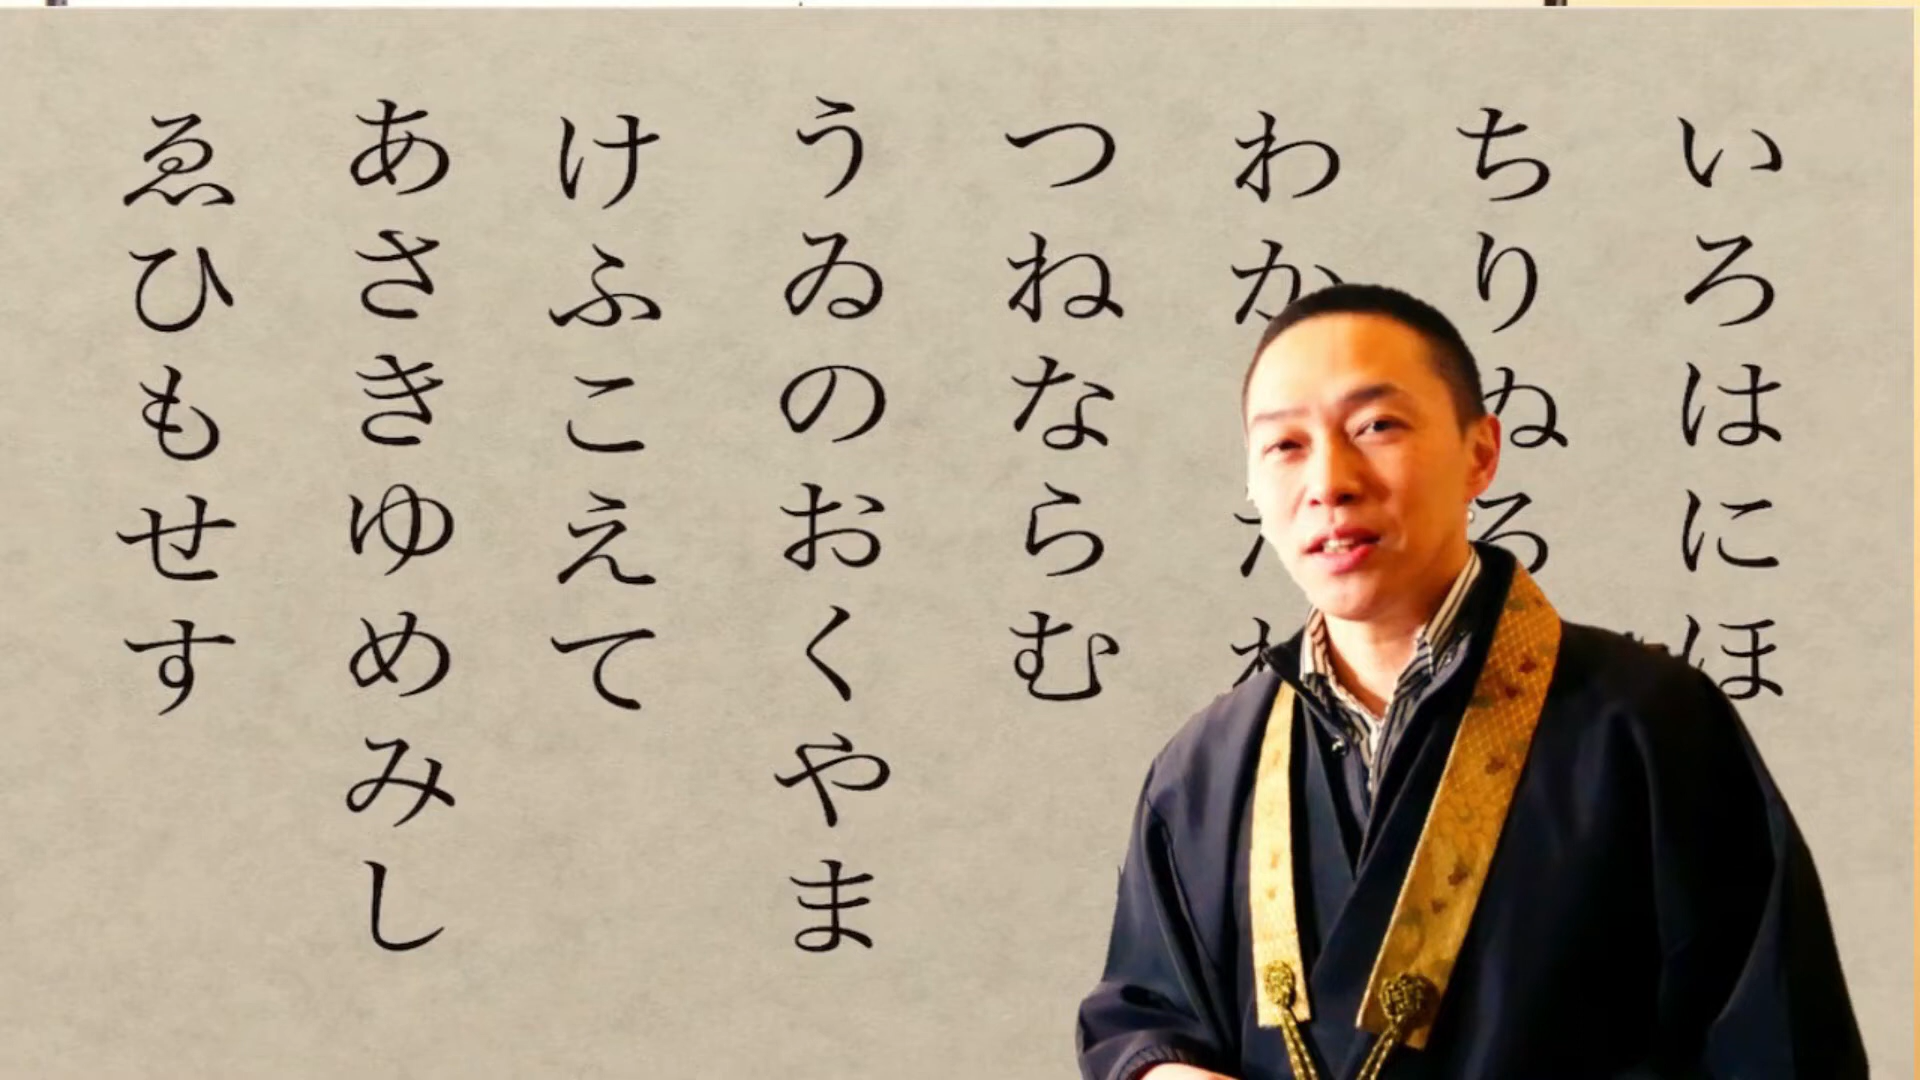 いろはにほ
ちりぬる
わか
つねならむ
うゐのおくやま
けふこえて
あさきゆめみし
ゑひもせす